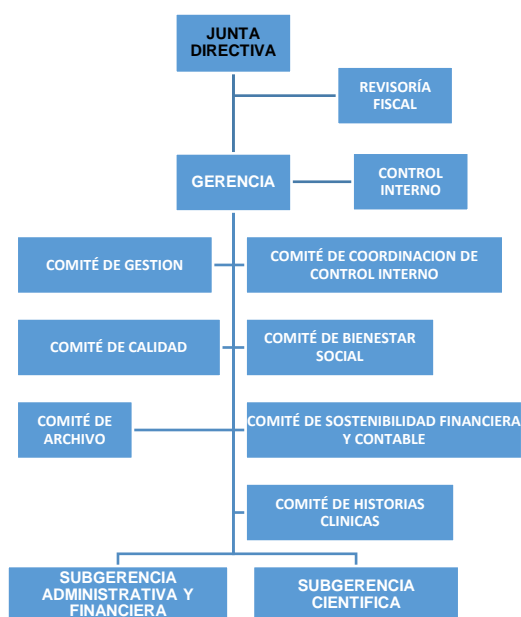 JUNTA
DIRECTIVA
REVISORÍA
FISCAL
GERENCIA
CONTROL
INTERNO
COMITÉ DE GESTION
COMITÉ DE COORDINACION DE
CONTROL INTERNO
COMITÉ DE CALIDAD
COMITÉ DE BIENESTAR
SOCIAL
COMITÉ DE
ARCHIVO
COMITÉ DE SOSTENIBILIDAD FINANCIERA
Y CONTABLE
COMITÉ DE HISTORIAS
CLINICAS
SUBGERENCIA
ADMINISTRATIVA Y
FINANCIERA
SUBGERENCIA
CIENTIFICA